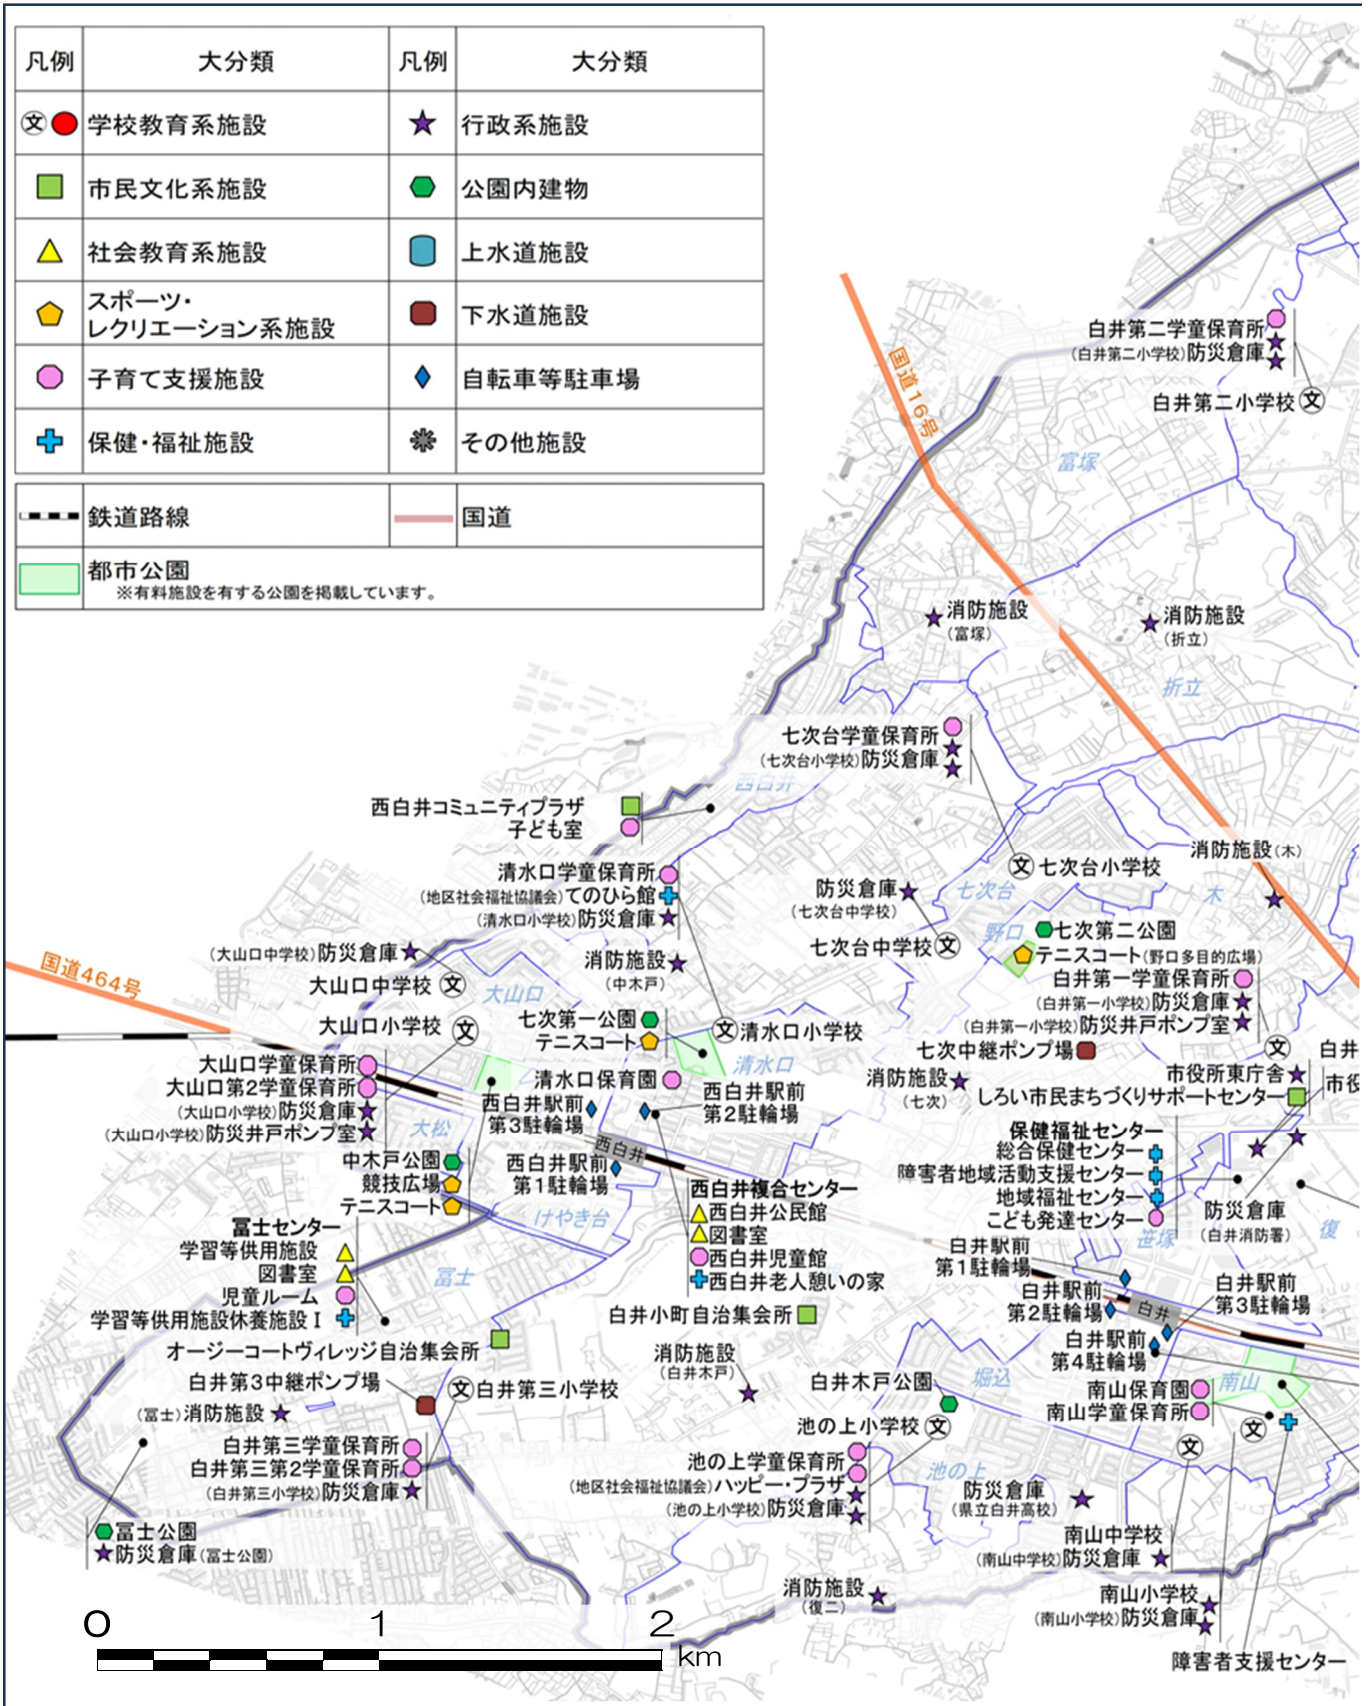 凡例
大分類
凡例
大分類
文
学校教育系施設
行政系施設
市民文化系施設
公園内建物
社会教育系施設
上水道施設
スポーツ・
レクリエーション系施設
下水道施設
子育て支援施設
自転車等駐車場
保健・福祉施設
その他施設
鉄道路線
国道
都市公園
※有料施設を有する公園を掲載しています。
国道16号
白井第二学童保育所
(白井第二小学校)防災倉庫
白井第二小学校 文
富塚
消防施設
(富塚)
消防施設
(折立)
折立
七次台学童保育所
(七次台小学校)防災倉庫
西白井
西白井コミュニティプラザ
子ども室
消防施設(木)
文 七次台小学校
清水口学童保育所
(地区社会福祉協議会)てのひら館
(清水口小学校)防災倉庫
防災倉庫
(七次台中学校)
七次台
木
野口
七次第二公園
七次台中学校 文
テニスコート(野口多目的広場)
(大山口中学校)防災倉庫
消防施設
(中木戸)
国道464号
大山口中学校 文
大山口
白井第一学童保育所
(白井第一小学校)防災倉庫
(白井第一小学校)防災井戸ポンプ室
大山口小学校 文
七次第一公園
テニスコート
文 清水口小学校
七次中継ポンプ場
文
白井
大山口学童保育所
大山口第2学童保育所
(大山口小学校)防災倉庫
(大山口小学校)防災井戸ポンプ室
清水口保育園
清水口
消防施設
(七次)
市役所東庁舎
市役
しろい市民まちづくりサポートセンター
西白井駅前
第3駐輪場
西白井駅前
第2駐輪場
大松
西白井
保健福祉センター
総合保健センター
障害者地域活動支援センター
地域福祉センター
こども発達センター
中木戸公園
競技広場
テニスコート
西白井駅前
第1駐輪場
けやき台
西白井複合センター
西白井公民館
図書室
西白井児童館
西白井老人憩いの家
防災倉庫
(白井消防署)
復
笹塚
冨士センター
学習等供用施設
図書室
児童ルーム
学習等供用施設休養施設Ⅰ
冨士
白井駅前
第1駐輪場
白井駅前
第2駐輪場
白井
白井駅前
第3駐輪場
白井駅前
第4駐輪場
白井小町自治集会所
オージーコートヴィレッジ自治集会所
消防施設
(白井木戸)
白井第3中継ポンプ場
文 白井第三小学校
白井木戸公園
堀込
南山保育園
南山学童保育所
南山
(冨士)消防施設
池の上小学校 文
文
文
白井第三学童保育所
白井第三第2学童保育所
(白井第三小学校)防災倉庫
池の上学童保育所
(地区社会福祉協議会)ハッピー・プラザ
(池の上小学校)防災倉庫
池の上
防災倉庫
(県立白井高校)
冨士公園
防災倉庫(冨士公園)
南山中学校
(南山中学校)防災倉庫
消防施設
(復二)
南山小学校
(南山小学校)防災倉庫
障害者支援センター
0 1 2
km